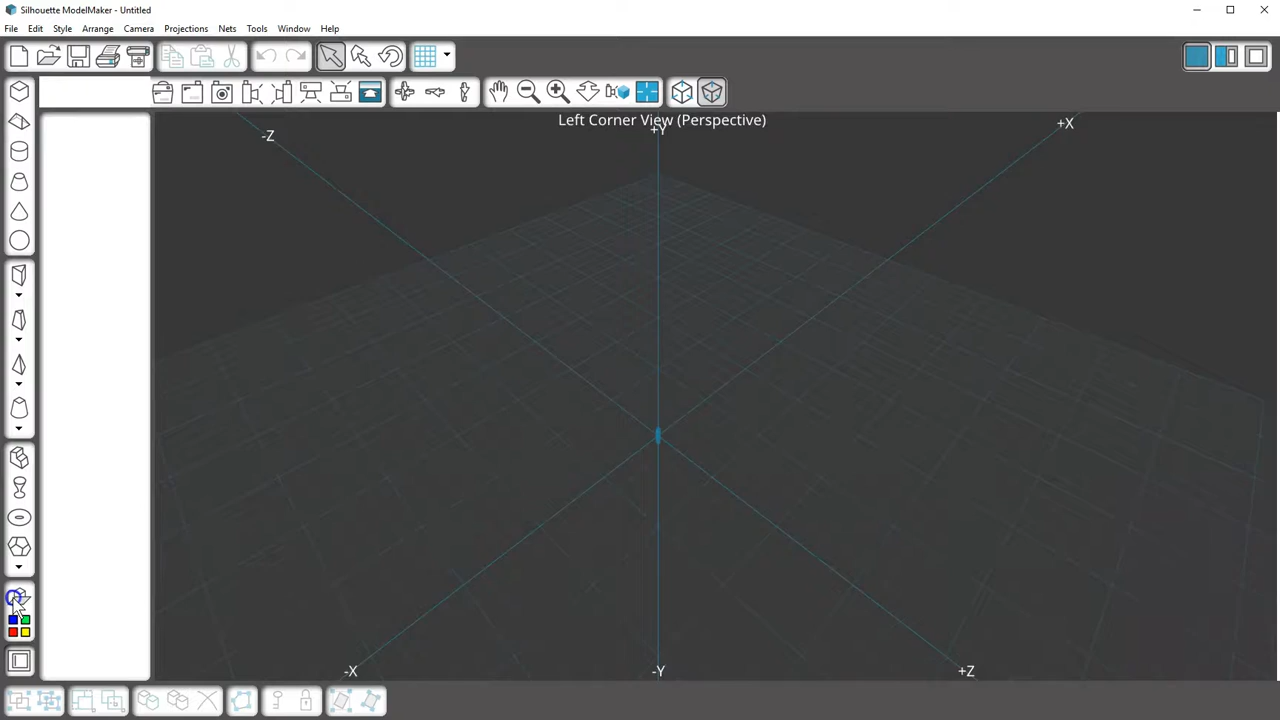 Silhouette ModelMaker - Untitled
File Edit Style Arrange Camera Projections Nets Tools Window Help
Left Corner View (Perspective)
-Z +Y +X
-X -Y +Z